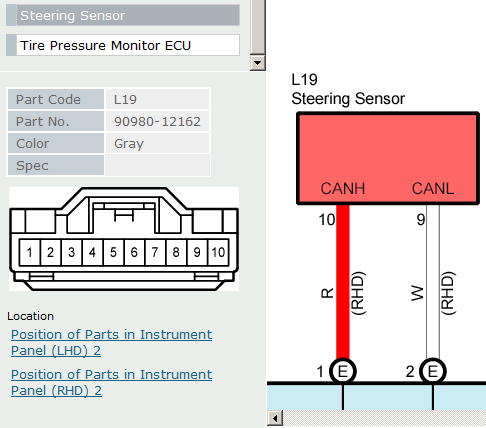 Steering Sensor
Tire Pressure Monitor ECU
Part Code L19
Part No. 90980-12162
Color Gray
Spec
1 2 3 4 5 6 7 8 9 10
Location
Position of Parts in Instrument
Panel (LHD) 2
Position of Parts in Instrument
Panel (RHD) 2
L19
Steering Sensor
CANH CANL
10 9
R (RHD) W (RHD)
1 E 2 E